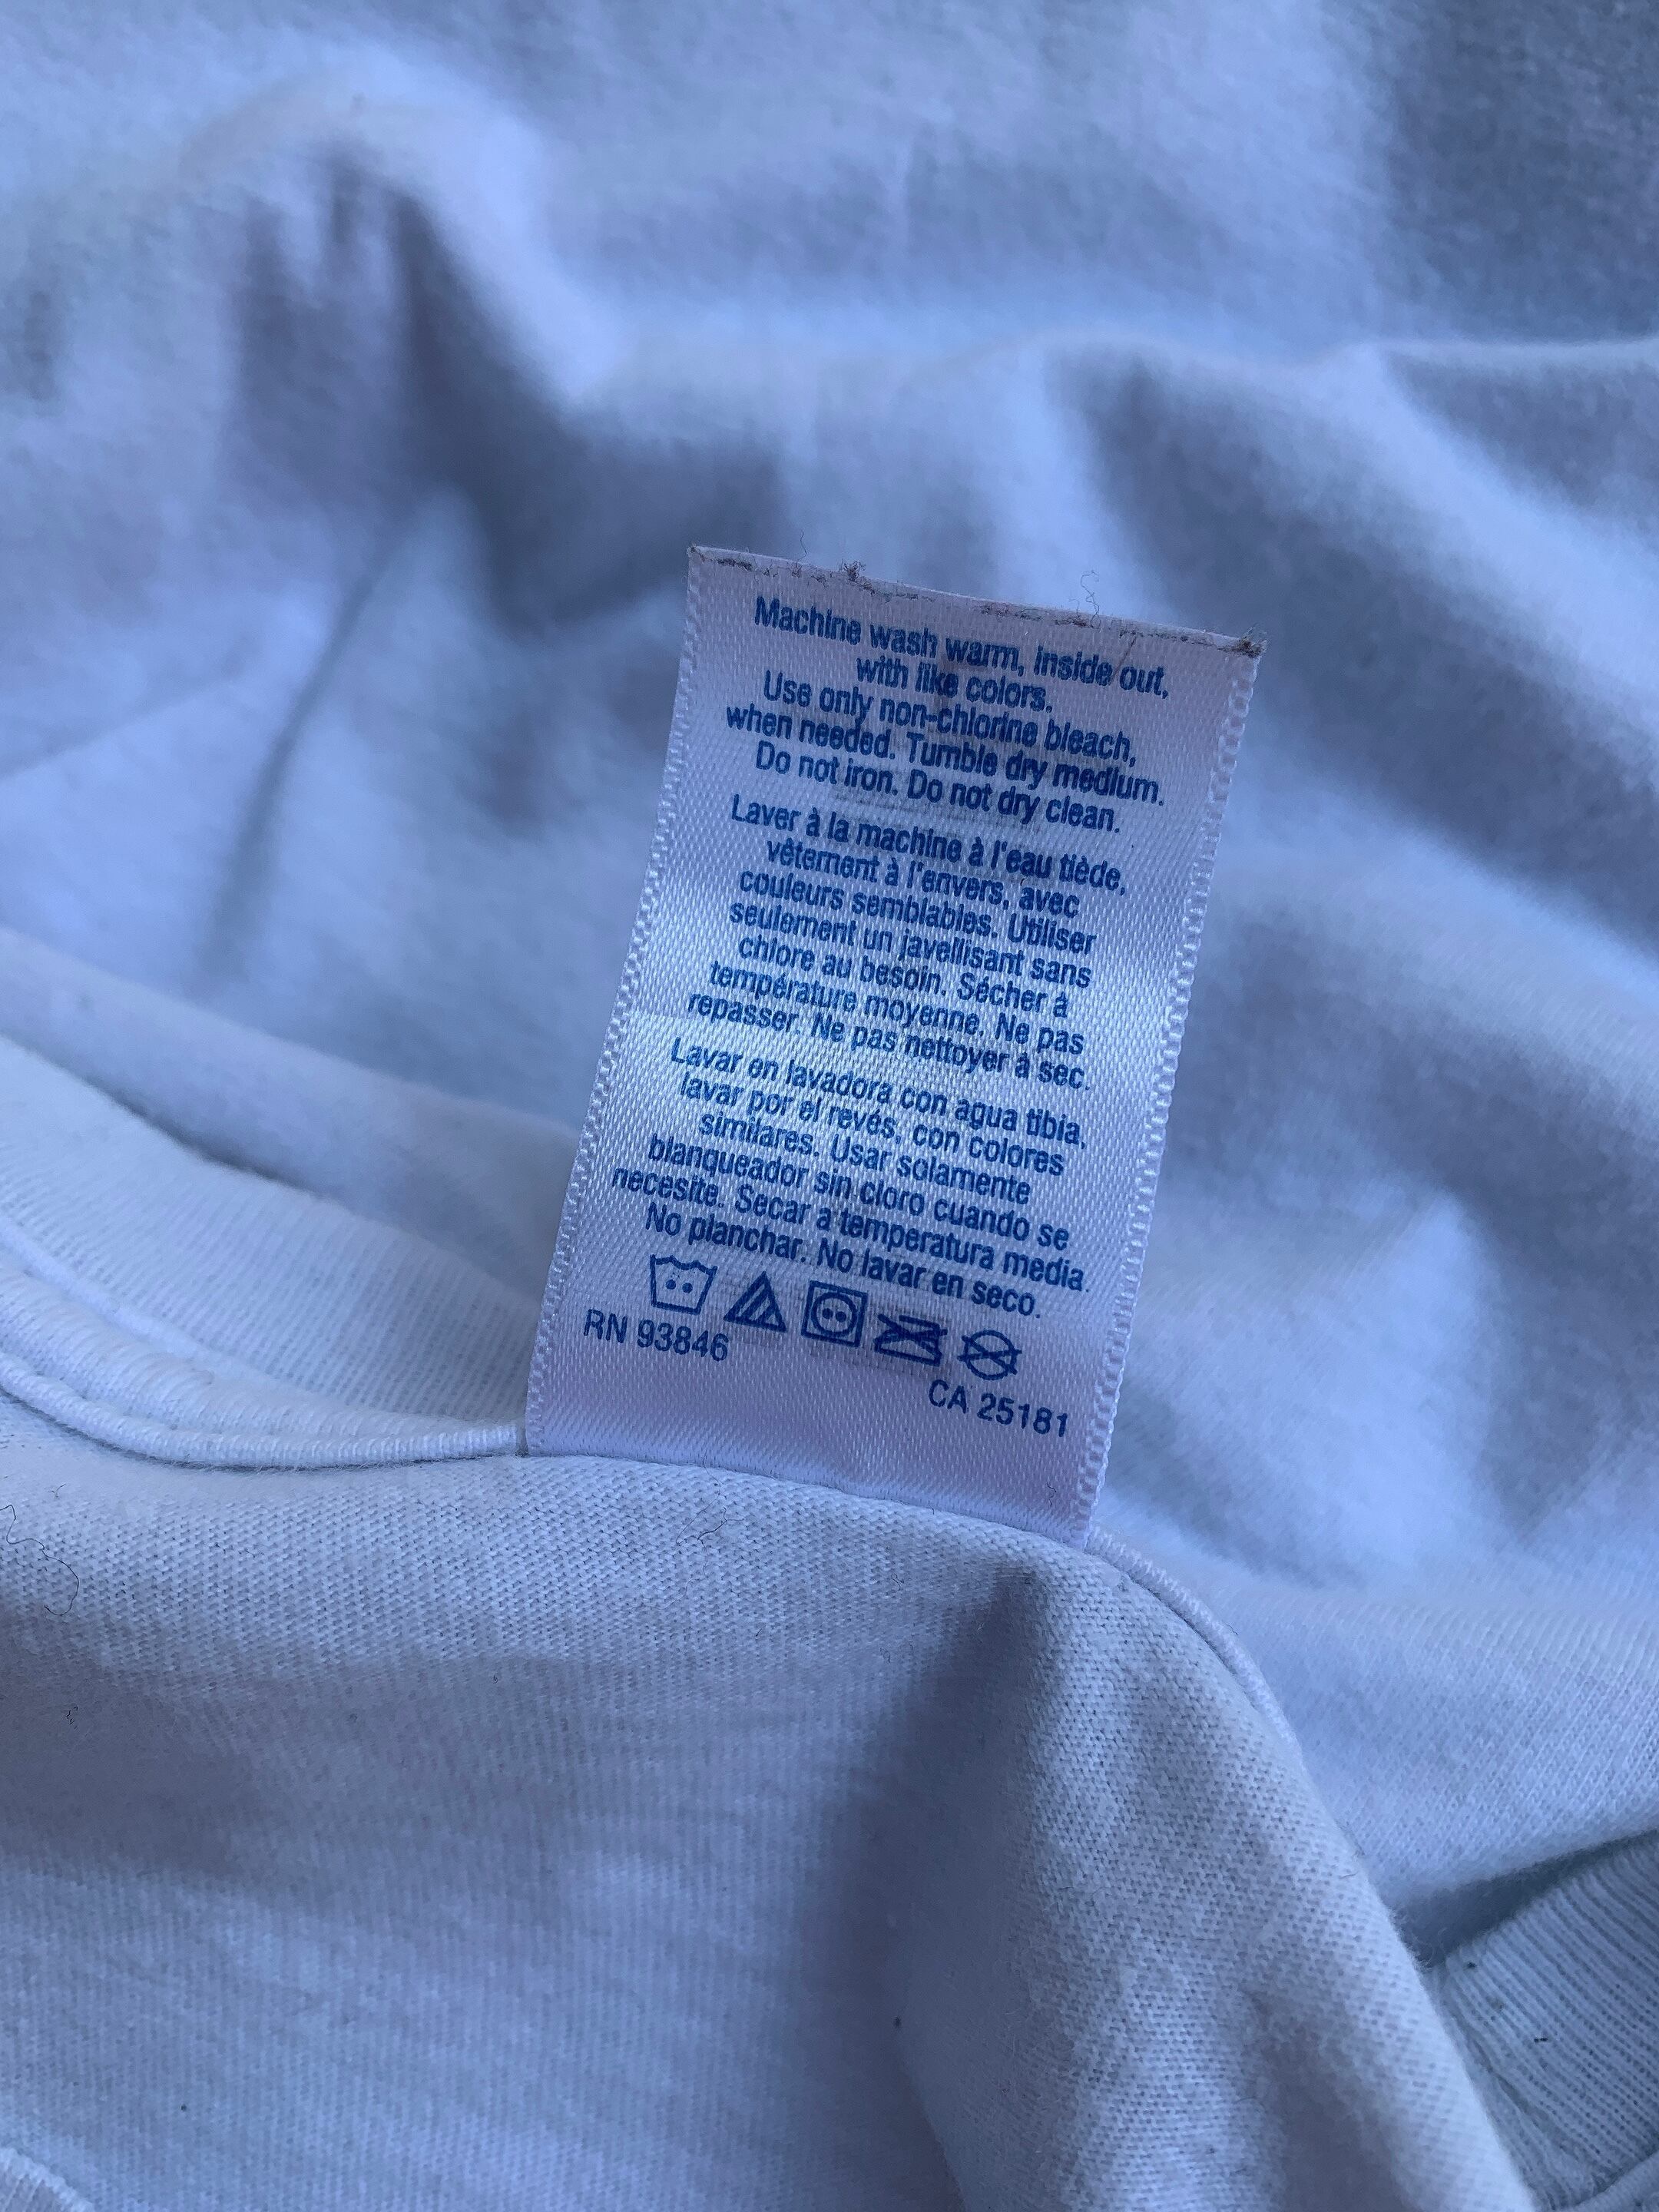 Machine wash warm, inside out,
with like colors.
Use only non-chlorine bleach,
when needed. Tumble dry medium.
Do not iron. Do not dry clean.
Laver à la machine à l'eau tiède,
vêtement à l'envers, avec
couleurs semblables. Utiliser
seulement un javellisant sans
chlore au besoin. Sécher à
température moyenne. Ne pas
repasser. Ne pas nettoyer à sec.
Lavar en lavadora con agua tibia,
lavar por el revés, con colores
similares. Usar solamente
blanqueador sin cloro cuando se
necesite. Secar a temperatura media.
No planchar. No lavar en seco.
RN 93846
CA 25181